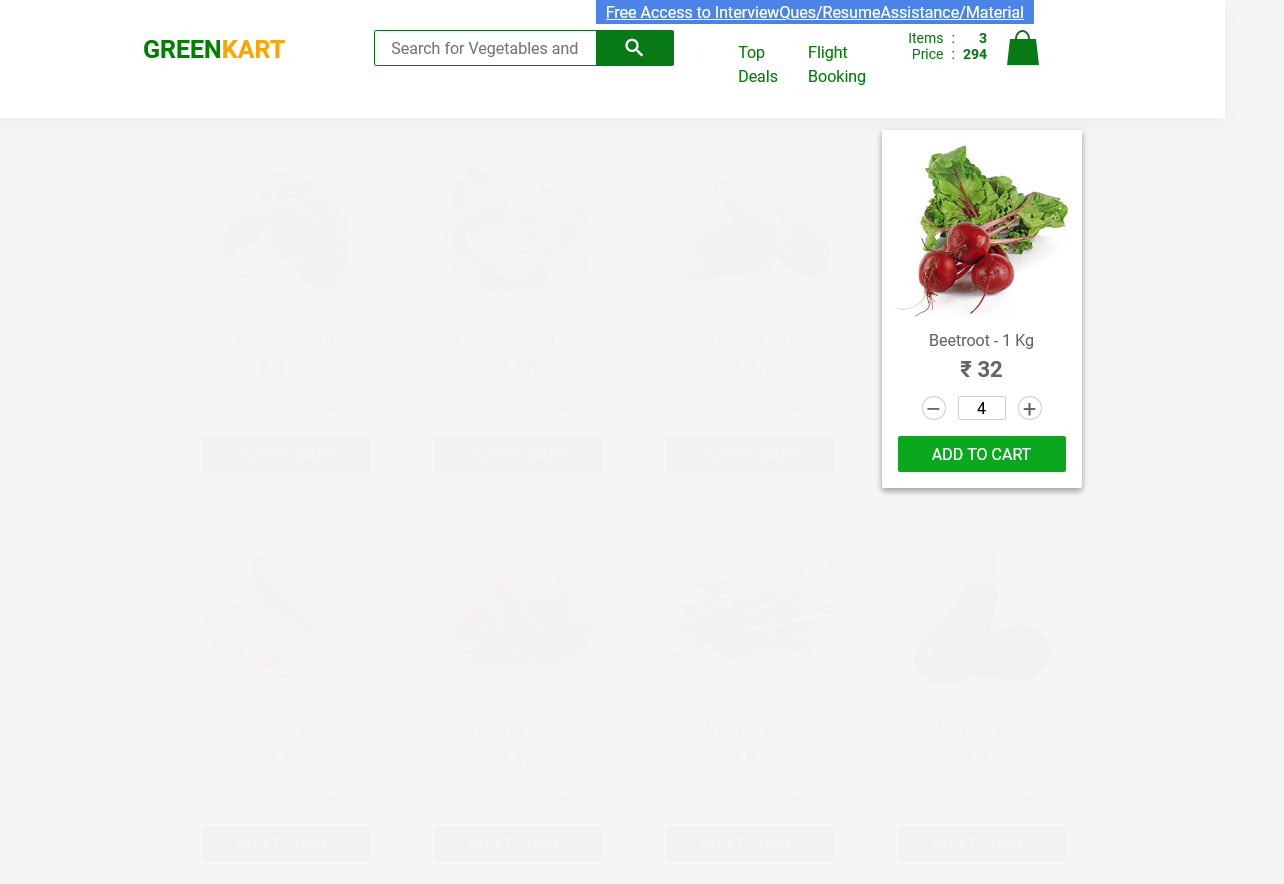 Free Access to InterviewQues/ResumeAssistance/Material
GREENKART
Search for Vegetables and
Top Deals
Flight Booking
Items : 3
Price : 294
Brocolli - 1 Kg
₹ 120
1
ADD TO CART
Cauliflower - 1 Kg
₹ 60
1
ADD TO CART
Cucumber - 1 Kg
₹ 48
1
ADD TO CART
Beetroot - 1 Kg
₹ 32
4
ADD TO CART
Carrot - 1 Kg
₹ 56
1
ADD TO CART
Tomato - 1 Kg
₹ 16
1
ADD TO CART
Beans - 1 Kg
₹ 82
1
ADD TO CART
Brinjal - 1 Kg
₹ 35
1
ADD TO CART